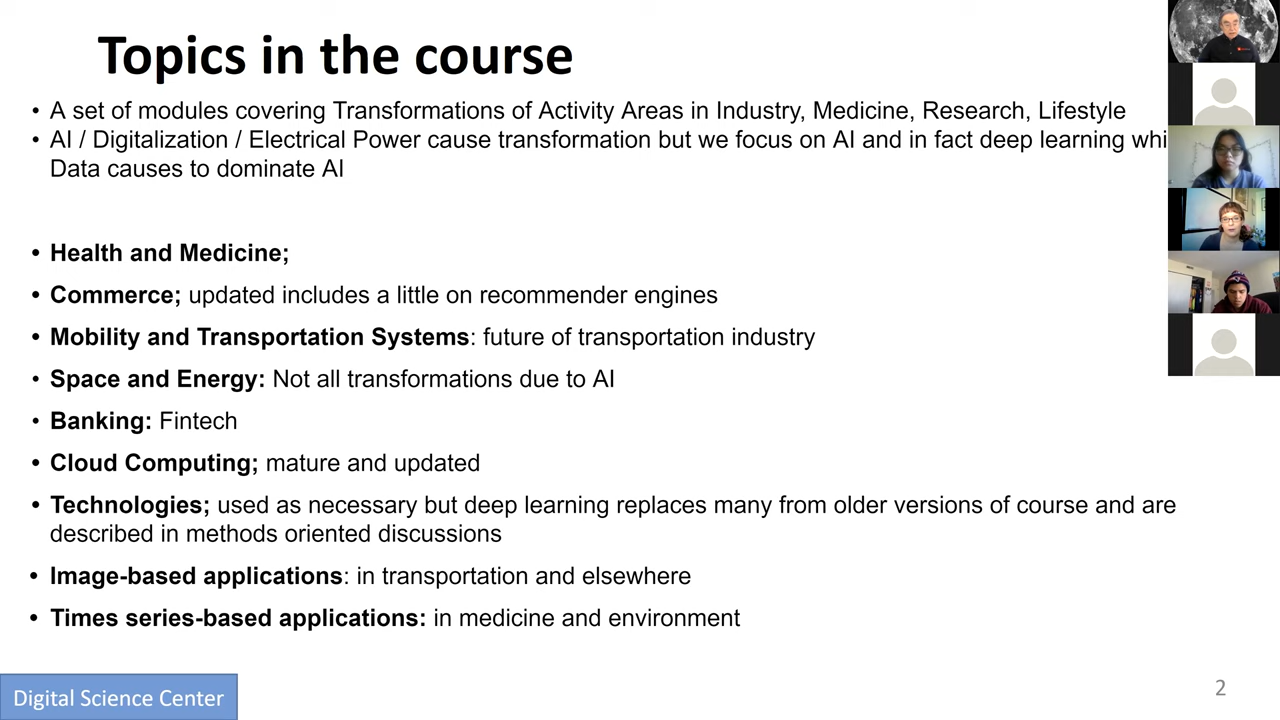 Topics in the course
• A set of modules covering Transformations of Activity Areas in Industry, Medicine, Research, Lifestyle
• AI / Digitalization / Electrical Power cause transformation but we focus on AI and in fact deep learning
Data causes to dominate AI
• Health and Medicine;
• Commerce; updated includes a little on recommender engines
• Mobility and Transportation Systems: future of transportation industry
• Space and Energy: Not all transformations due to AI
• Banking: Fintech
• Cloud Computing; mature and updated
• Technologies; used as necessary but deep learning replaces many from older versions of course and are
described in methods oriented discussions
• Image-based applications: in transportation and elsewhere
• Times series-based applications: in medicine and environment
Digital Science Center
2